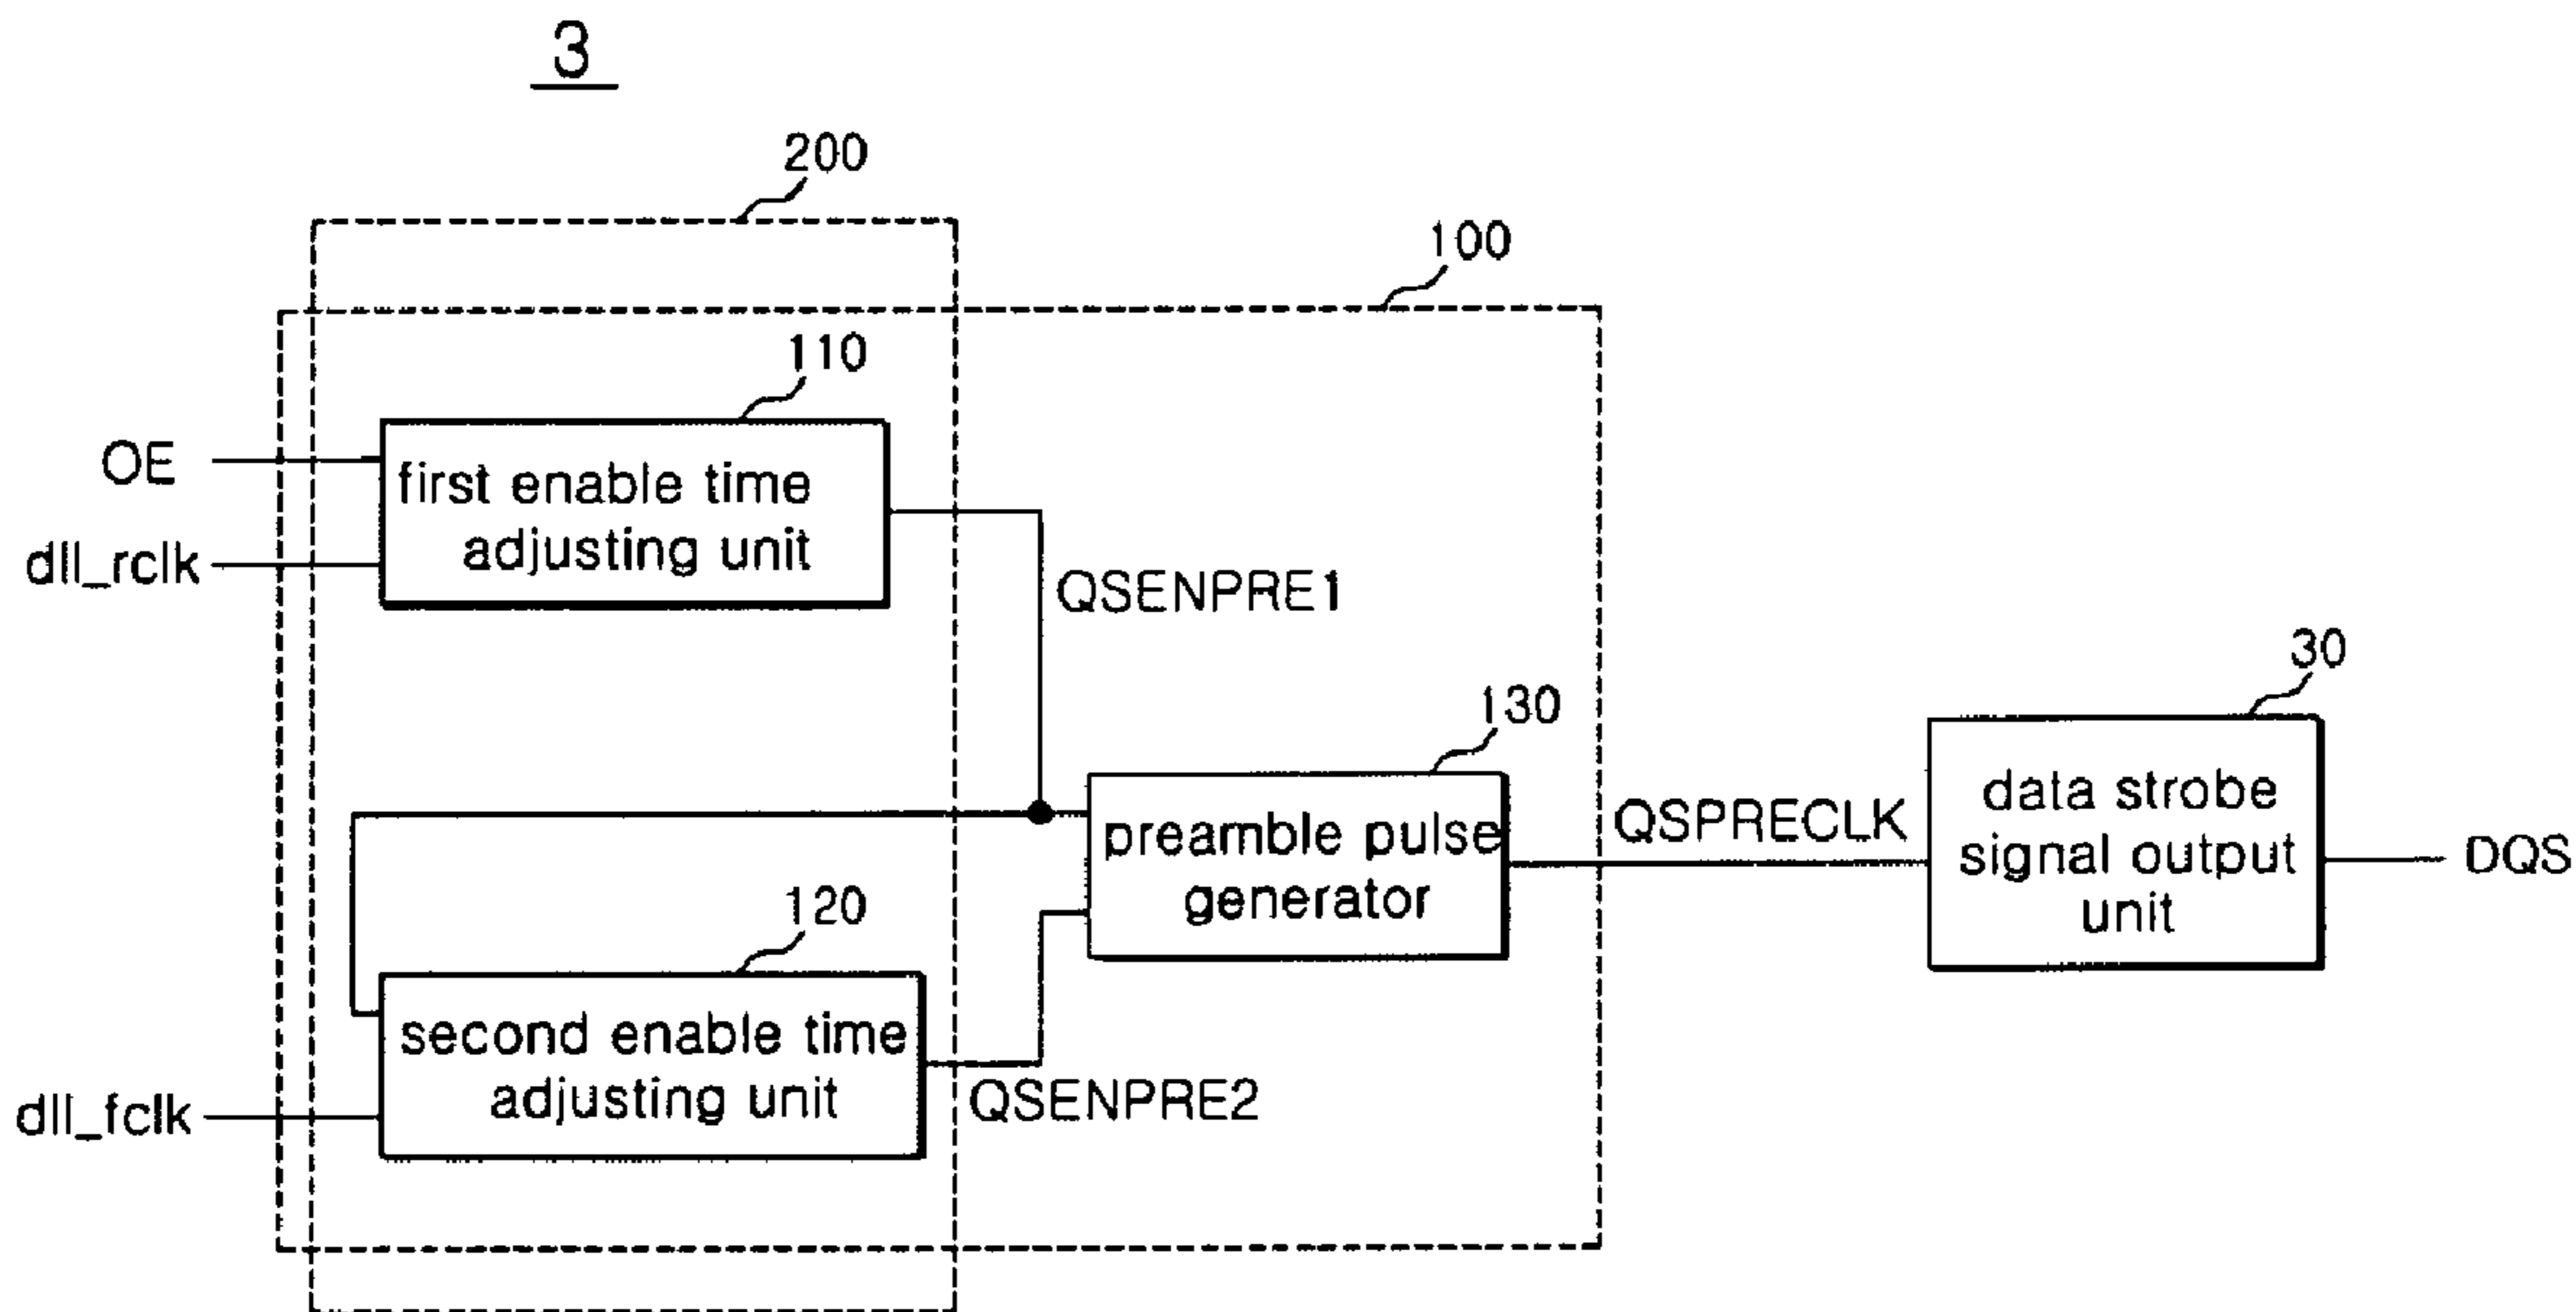 3
200
100
110
OE
first enable time
adjusting unit
dll_rclk
QSENPRE1
30
130
data strobe
signal output
unit
QSPRECLK
preamble pulse
generator
DQS
120
second enable time
adjusting unit
QSENPRE2
dll_fclk